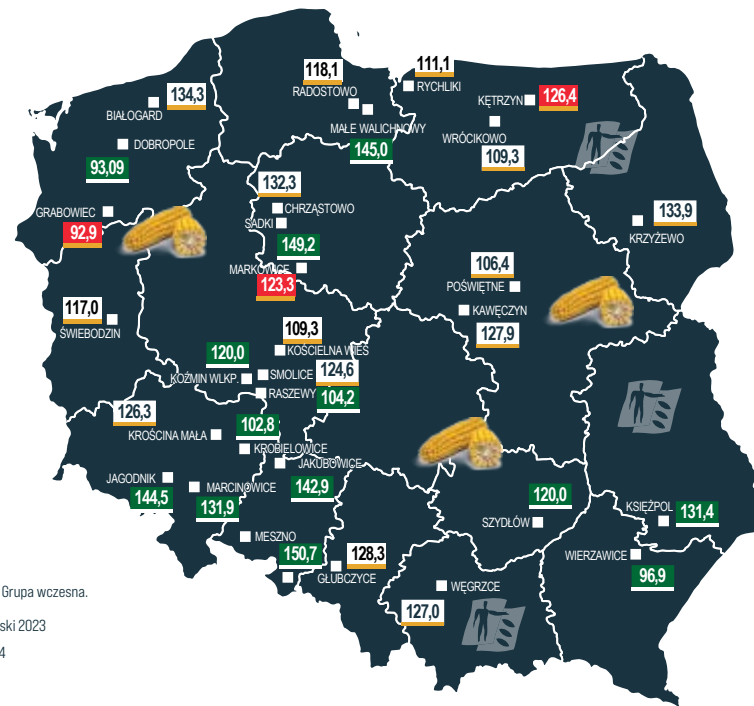 118,1
RADOSTOWO
111,1
RYCHLIKI
KĘTRZYN
126,4
134,3
BIAŁOGARD
MAŁE WALICHNOWY
145,0
WRÓCIKOWO
109,3
DOBROPOLE
93,09
132,3
CHRZĄSTOWO
SADKI
149,2
GRABOWIEC
92,9
133,9
KRZYŻEWO
MARKOWICE
123,3
106,4
POŚWIĘTNE
KAWĘCZYN
127,9
117,0
ŚWIEBODZIN
109,3
KOŚCIELNA WIEŚ
120,0
KOŹMIN WLKP.
SMOLICE
124,6
RASZEWY
104,2
126,3
KROŚCINA MAŁA
102,8
KROBIELOWICE
JAKUBOWICE
142,9
JAGODNIK
144,5
MARCINOWICE
131,9
120,0
SZYDŁÓW
KSIĘŻPOL
131,4
MESZNO
150,7
128,3
GŁUBCZYCE
WIERZAWICE
96,9
WĘGRZCE
127,0
Grupa wczesna.
ski 2023
4